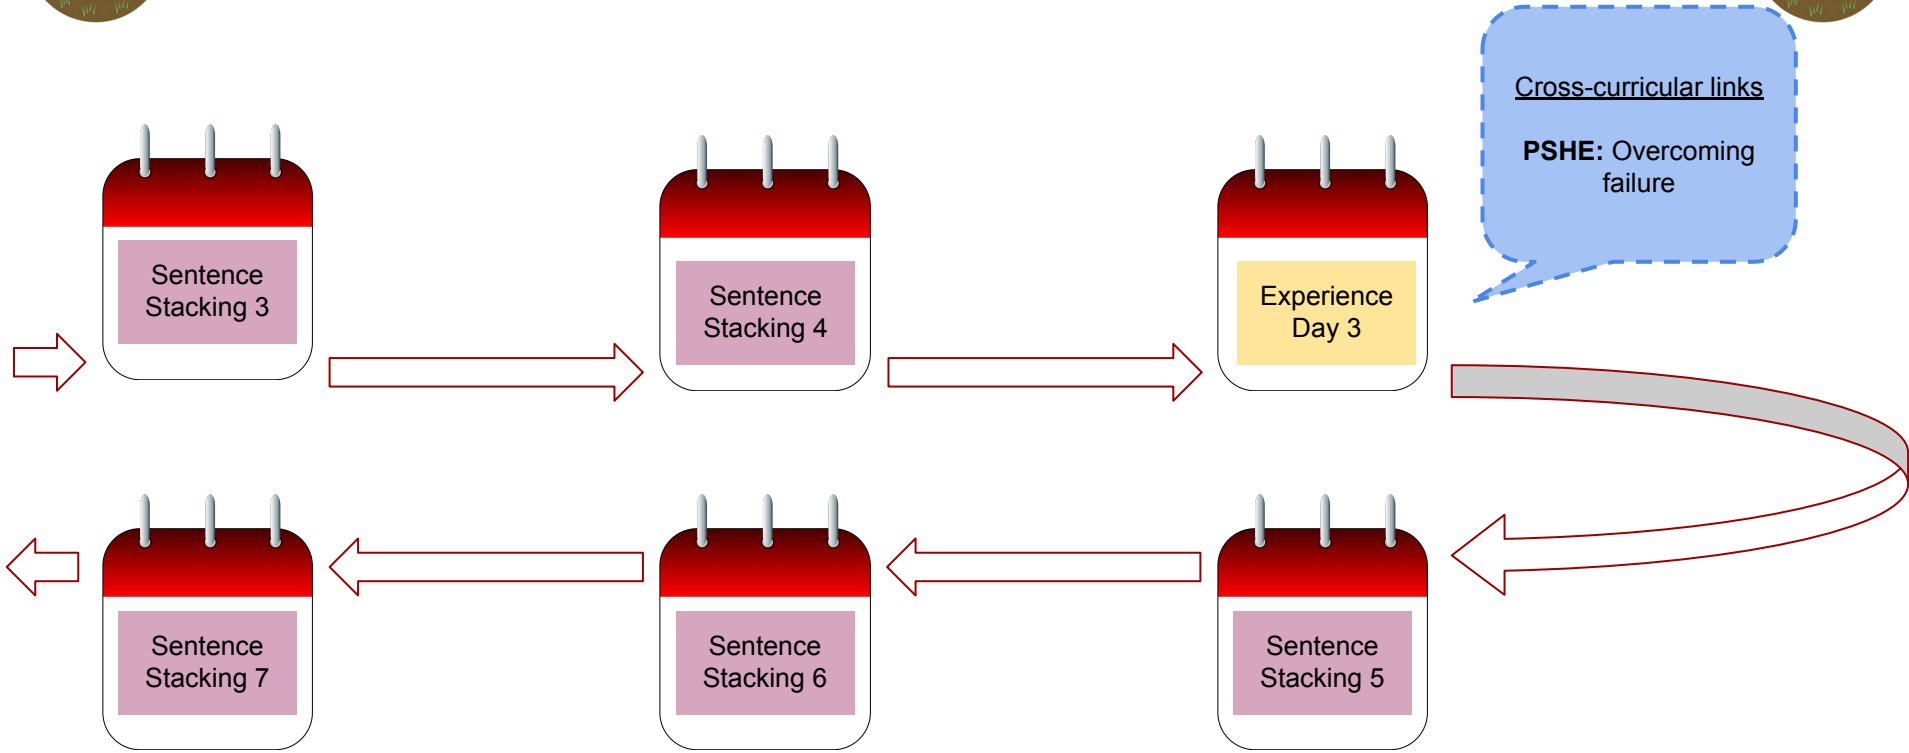 Cross-curricular links
PSHE: Overcoming
failure
Sentence
Stacking 3
Sentence
Stacking 4
Experience
Day 3
Sentence
Stacking 7
Sentence
Stacking 6
Sentence
Stacking 5